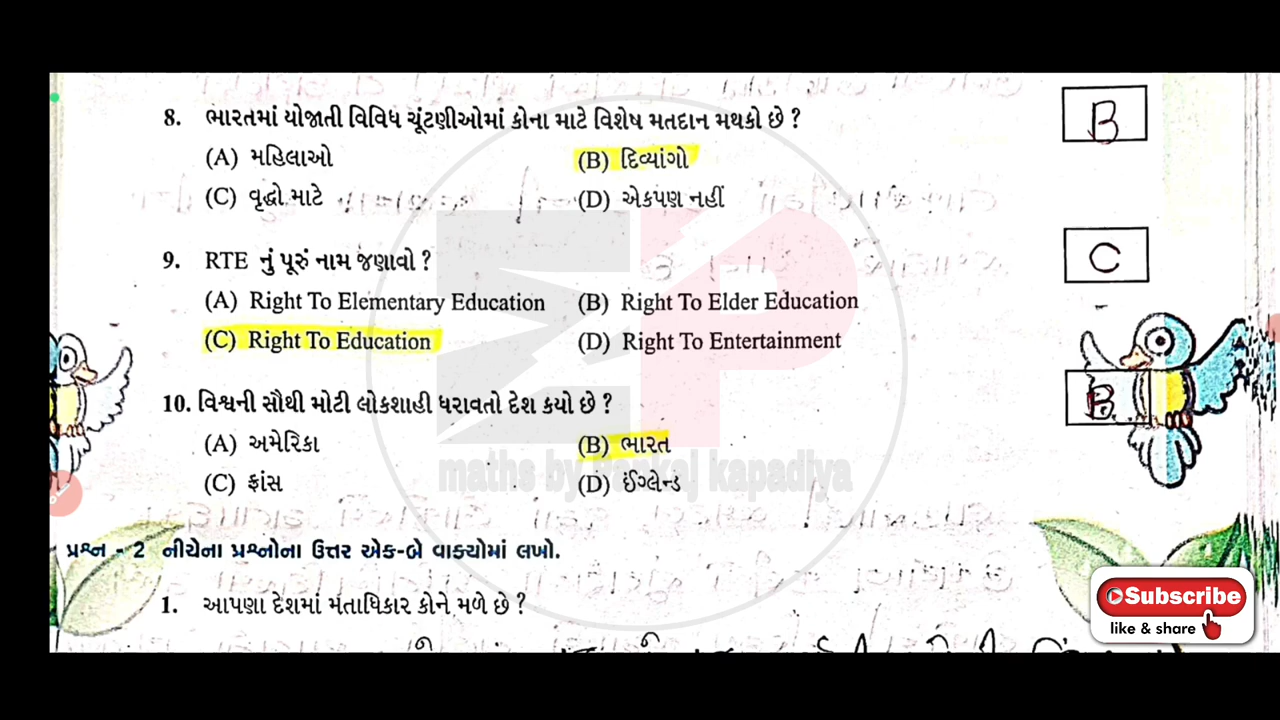 8. ભારતમાં યોજાતી વિવિધ ચૂંટણીઓમાં કોના માટે વિશેષ મતદાન મથકો છે ? B
(A) મહિલાઓ (B) દિવ્યાંગો
(C) વૃદ્ધો માટે (D) એકપણ નહીં
9. RTE નું પૂરું નામ જણાવો ? C
(A) Right To Elementary Education (B) Right To Elder Education
(C) Right To Education (D) Right To Entertainment
10. વિશ્વની સૌથી મોટી લોકશાહી ધરાવતો દેશ કયો છે ? B
(A) અમેરિકા (B) ભારત
maths by Pankaj kapadiya
(C) ફ્રાંસ (D) ઈંગ્લેન્ડ
પ્રશ્ન - 2 નીચેના પ્રશ્નોના ઉત્તર એક-બે વાક્યોમાં લખો.
1. આપણા દેશમાં મતાધિકાર કોને મળે છે ?
Subscribe
like & share